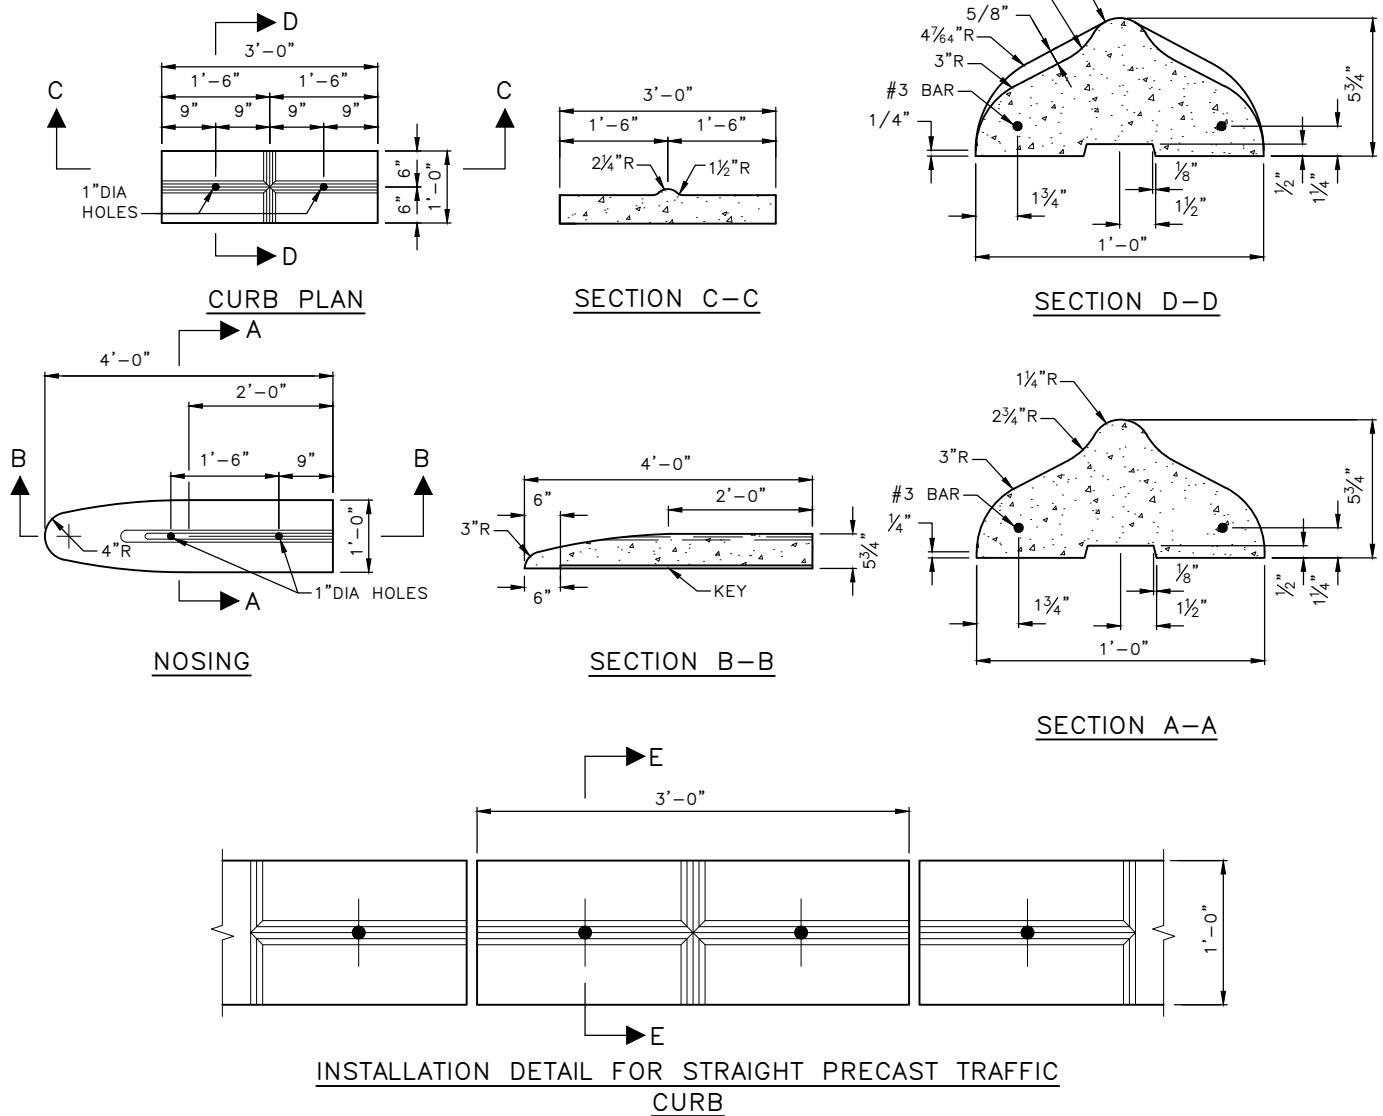 D
3'-0"
1'-6" 1'-6"
9" 9" 9" 9"
C C
6"
6"
1'-0"
1"DIA
HOLES
D
CURB PLAN
3'-0"
1'-6" 1'-6"
2¼"R 1½"R
SECTION C-C
5/8"
4 7/64"R
3"R
#3 BAR
1/4"
5¾"
⅛"
½"
1¼"
1¾"
1½"
1'-0"
SECTION D-D
A
4'-0"
2'-0"
B B
1'-6" 9"
4"R
1'-0"
A
1"DIA HOLES
NOSING
4'-0"
6" 2'-0"
3"R
5¾"
6"
KEY
SECTION B-B
1¼"R
2¾"R
3"R
#3 BAR
¼"
5¾"
⅛"
½"
1¼"
1¾"
1½"
1'-0"
SECTION A-A
E
3'-0"
1'-0"
E
INSTALLATION DETAIL FOR STRAIGHT PRECAST TRAFFIC
CURB